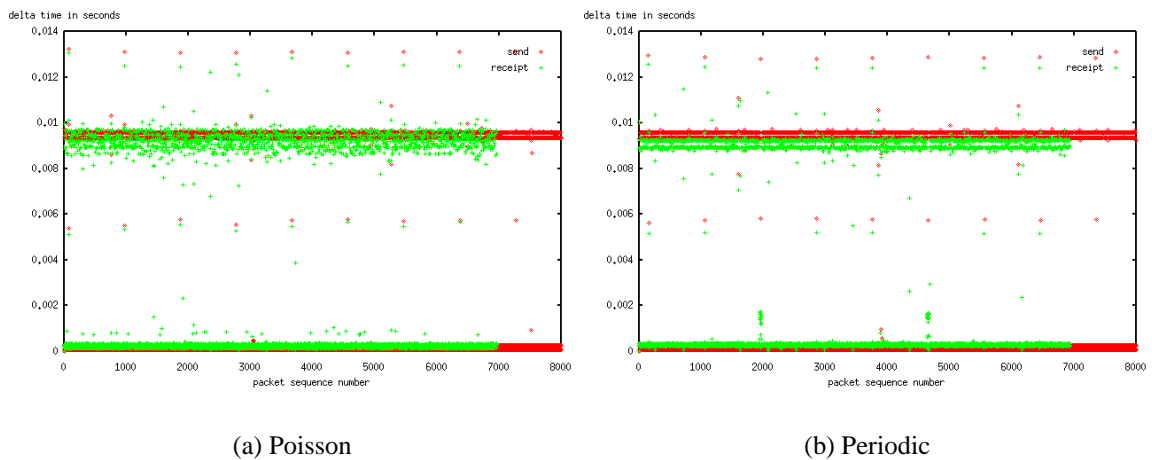 delta time in seconds
0.014
0.012
0.01
0.008
0.006
0.004
0.002
0
0 1000 2000 3000 4000 5000 6000 7000 8000
packet sequence number
send
receipt
(a) Poisson
delta time in seconds
0.014
0.012
0.01
0.008
0.006
0.004
0.002
0
0 1000 2000 3000 4000 5000 6000 7000 8000
packet sequence number
send
receipt
(b) Periodic